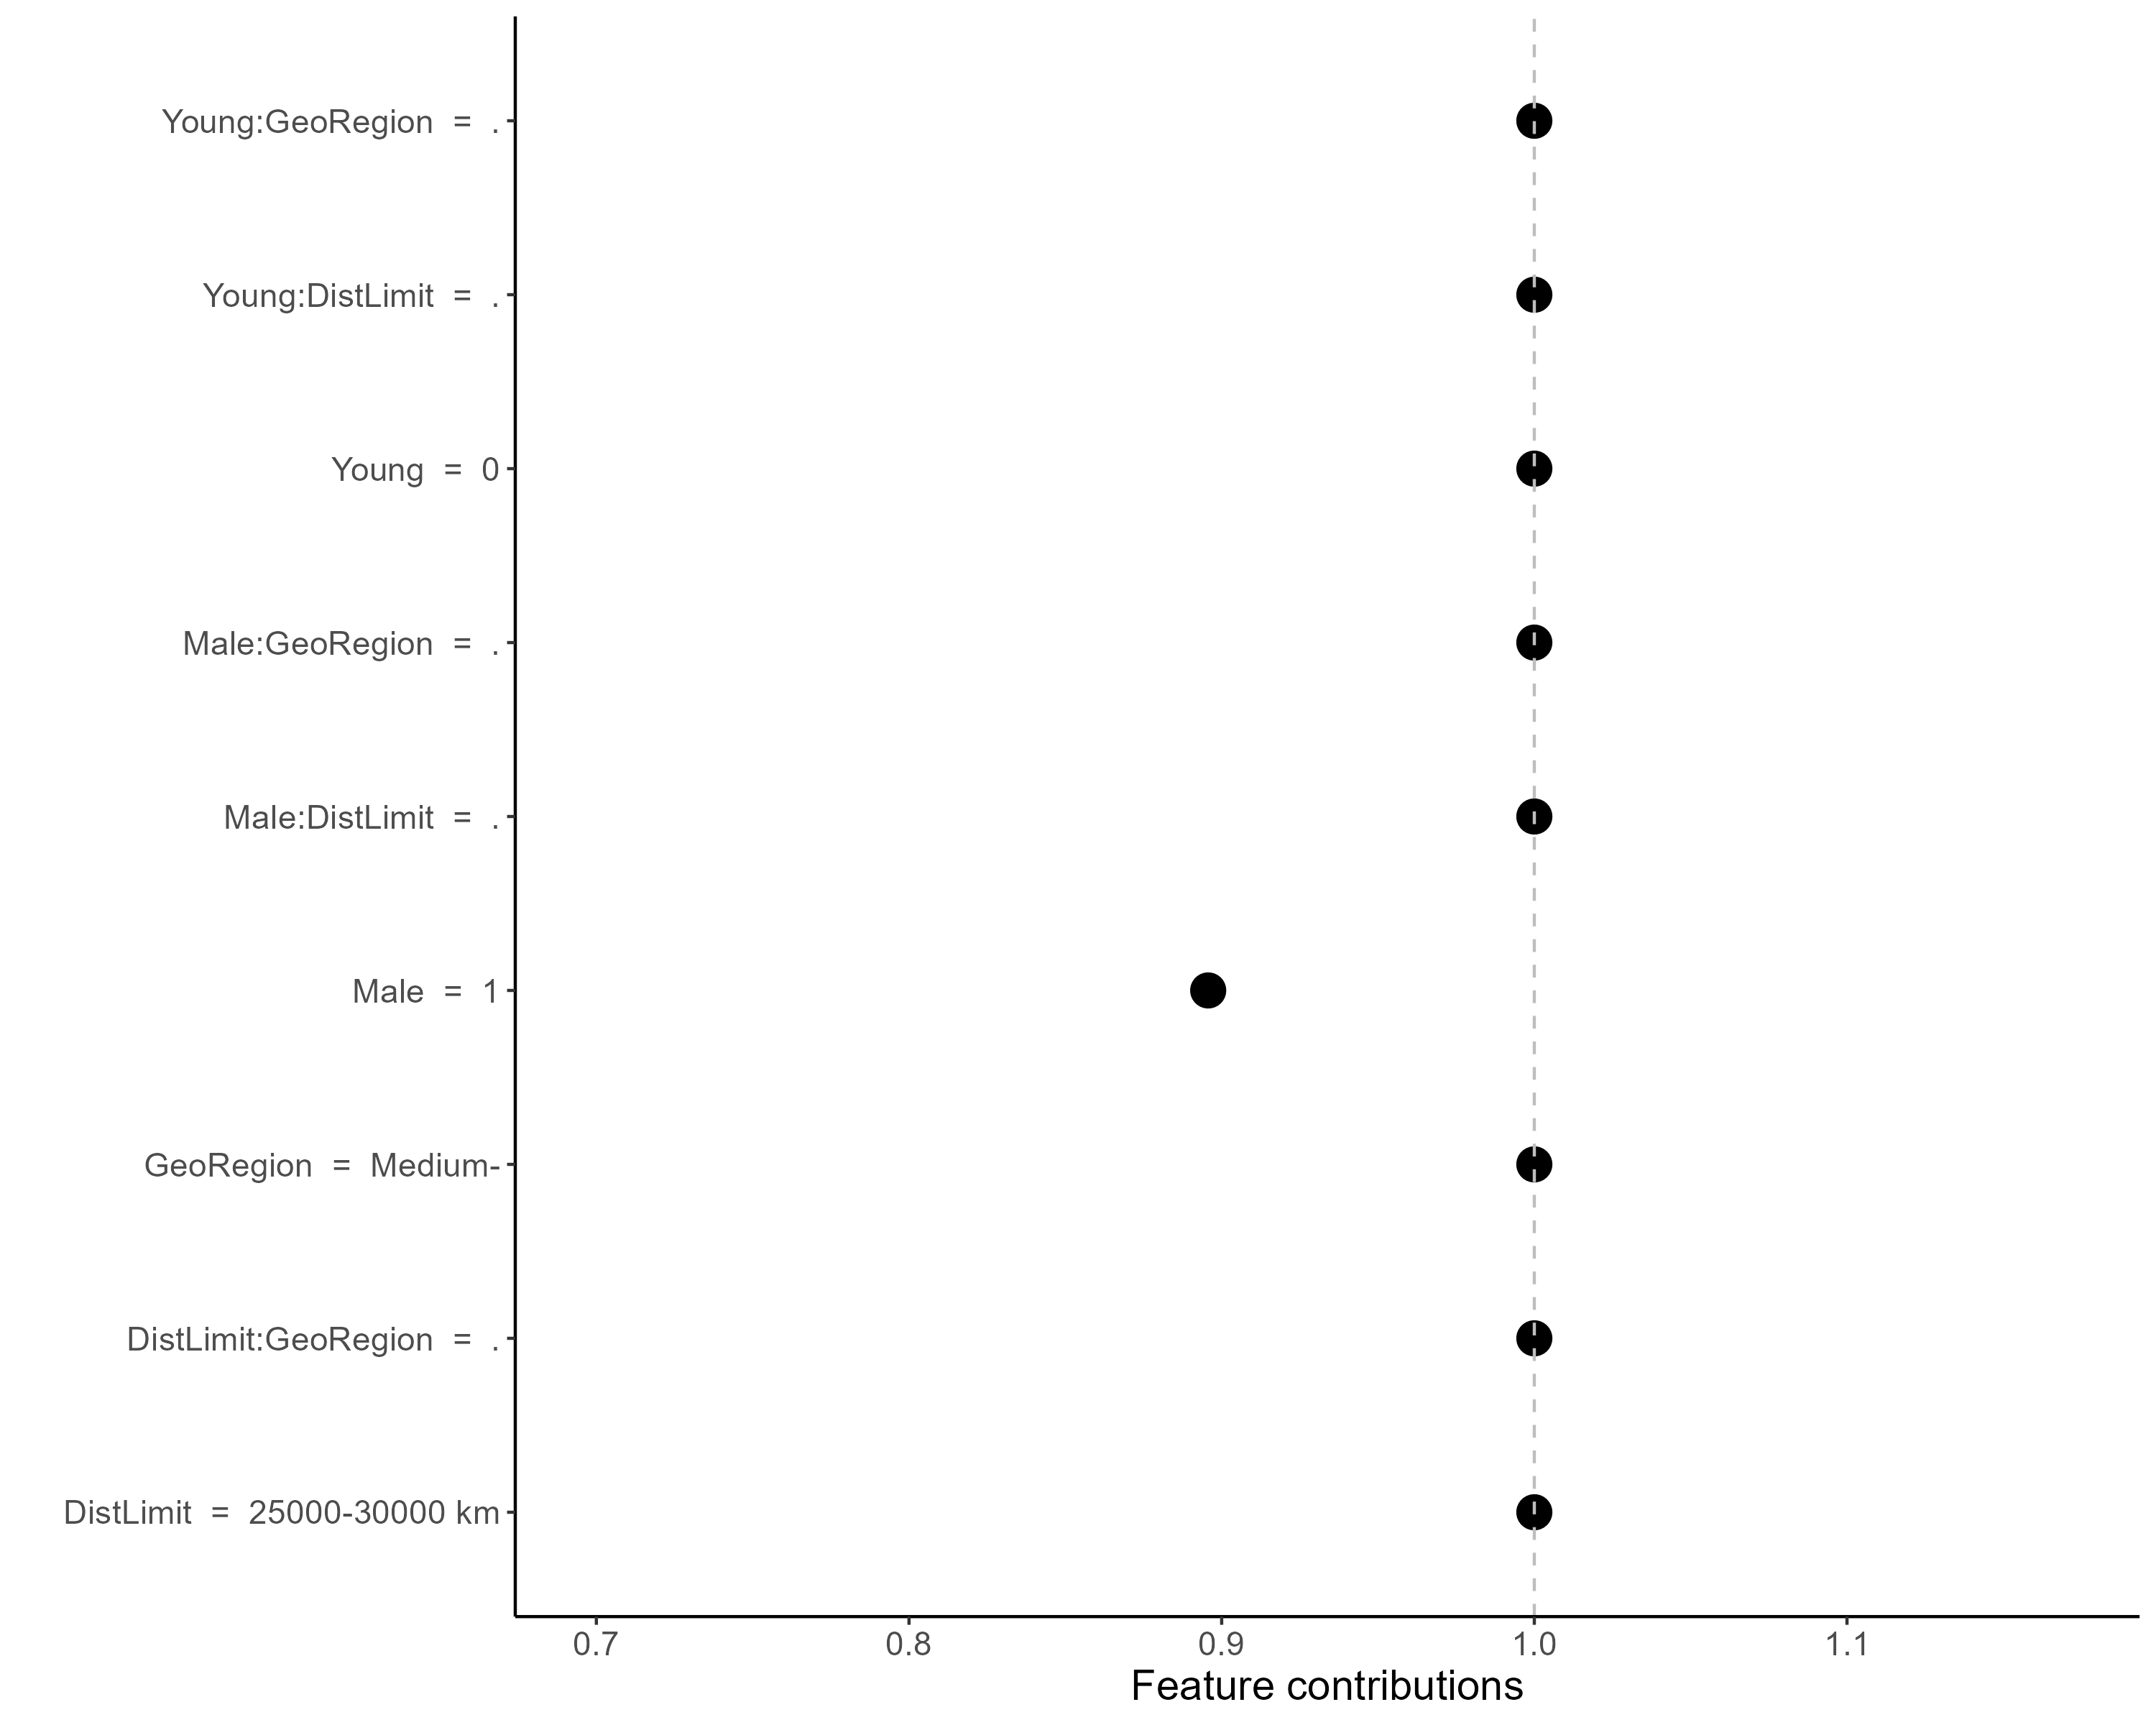 Young:GeoRegion = .
Young:DistLimit = .
Young = 0
Male:GeoRegion = .
Male:DistLimit = .
Male = 1
GeoRegion = Medium-
DistLimit:GeoRegion = .
DistLimit = 25000-30000 km
0.7 0.8 0.9 1.0 1.1
Feature contributions